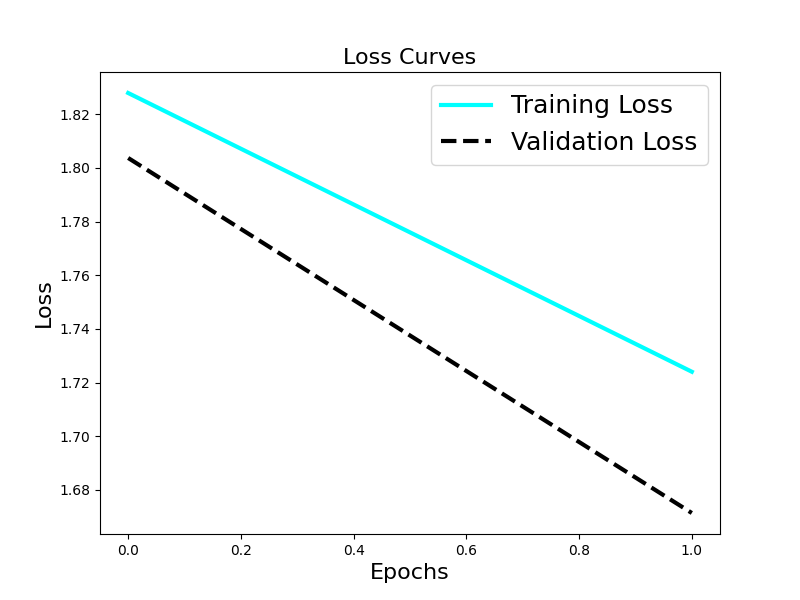 Loss Curves
Training Loss
Validation Loss
1.82
1.80
1.78
1.76
1.74
1.72
1.70
1.68
Loss
0.0 0.2 0.4 0.6 0.8 1.0
Epochs